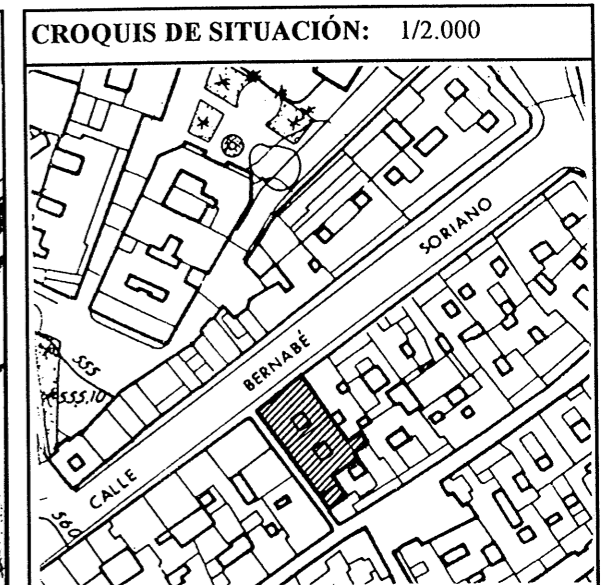 CROQUIS DE SITUACIÓN: 1/2.000
SORIANO
BERNABÉ
CALLE
555
555,10
560